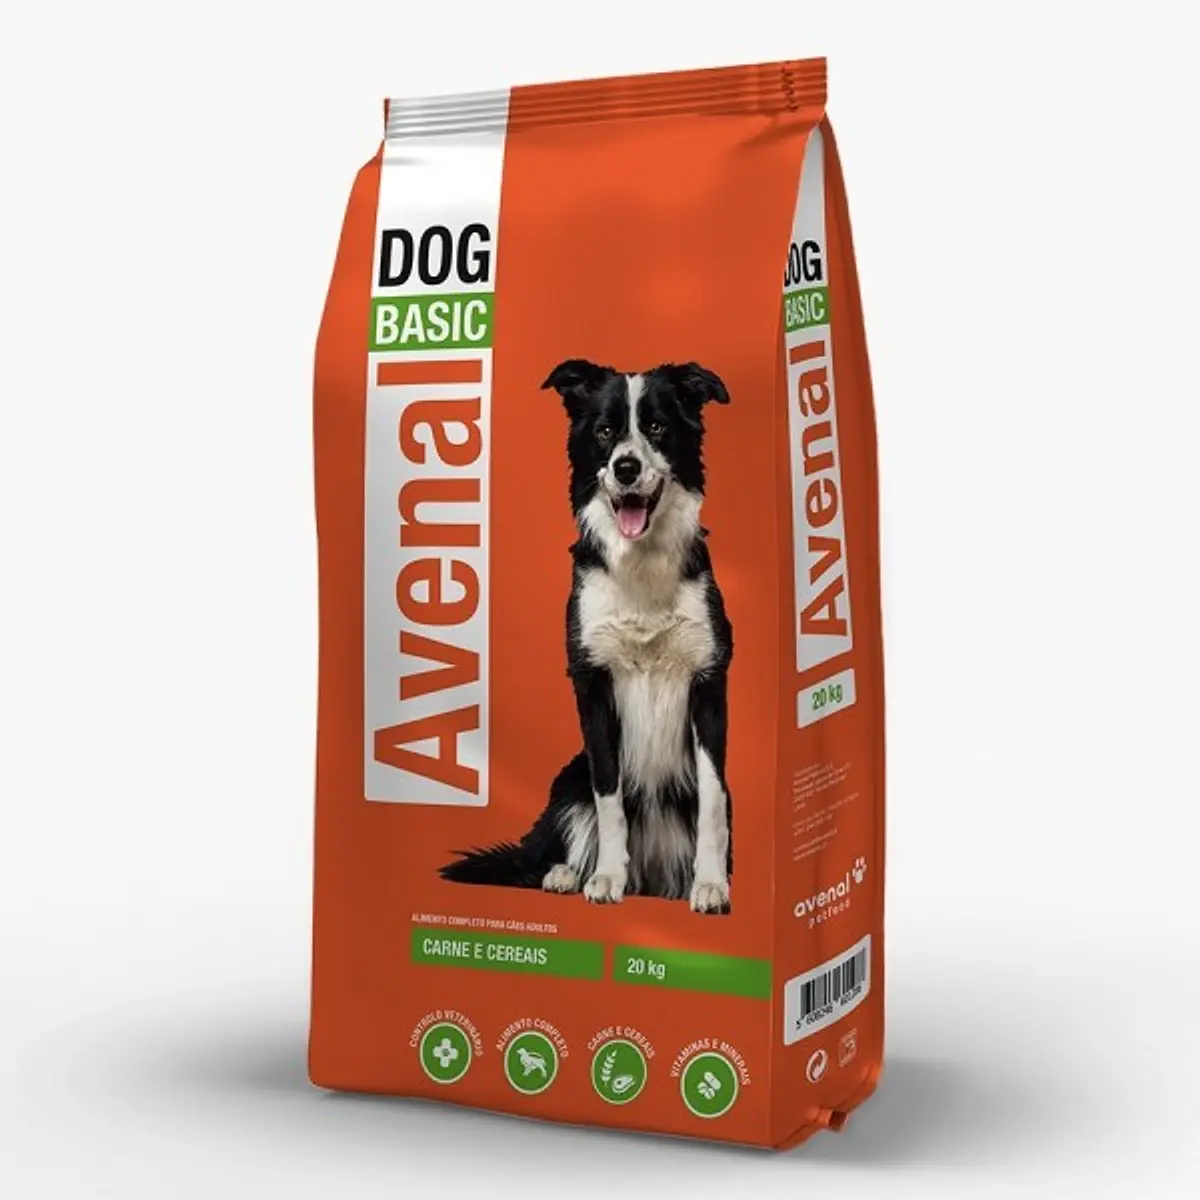 DOG
BASIC
Avenal
ALIMENTO COMPLETO PARA CÃES ADULTOS
CARNE E CEREAIS
20 kg
CONTROLO VETERINÁRIO
ALIMENTO COMPLETO
CARNE E CEREAIS
VITAMINAS E MINERAIS
DOG
BASIC
Avenal
20 kg
avenal
petfood